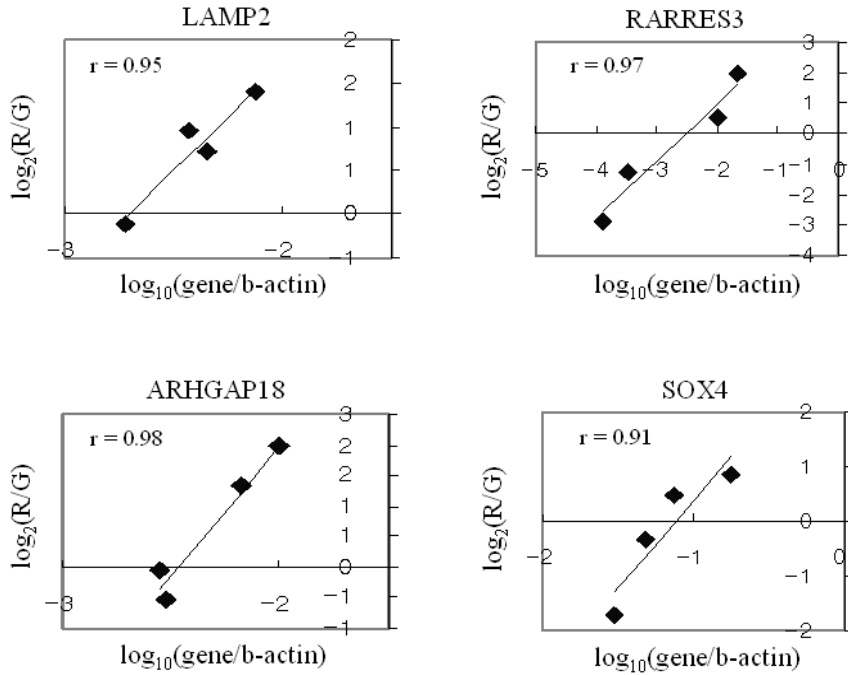 LAMP2
r = 0.95
log2(R/G)
2
2
1
1
0
-1
-3
-2
log10(gene/b-actin)
RARRES3
r = 0.97
log2(R/G)
3
2
1
0
-1
-2
-3
-4
-5
-4
-3
-2
-1
0
log10(gene/b-actin)
ARHGAP18
r = 0.98
log2(R/G)
3
2
2
1
1
0
-1
-1
-3
-2
log10(gene/b-actin)
SOX4
r = 0.91
log2(R/G)
2
1
0
-1
-2
-2
-1
0
log10(gene/b-actin)